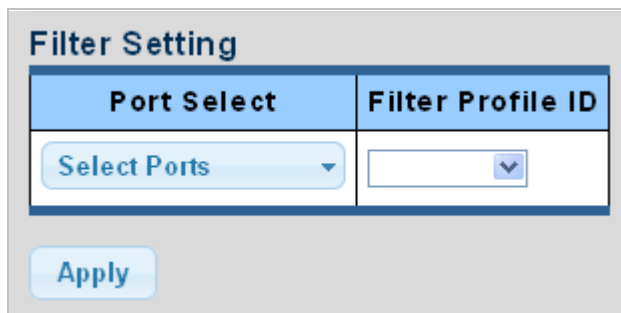 Filter Setting
Port Select Filter Profile ID
Select Ports
Apply